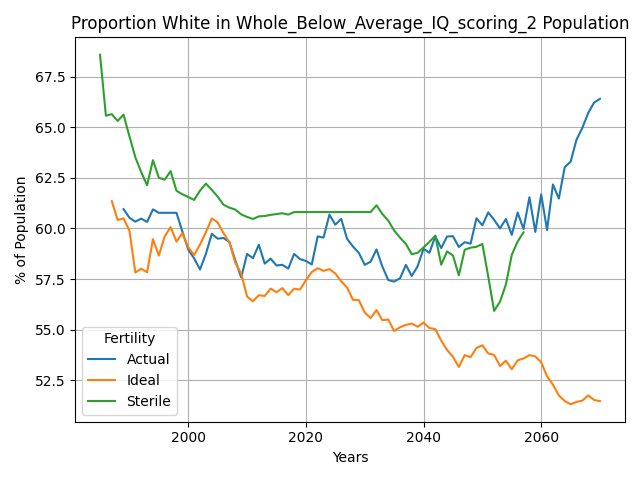 Proportion White in Whole_Below_Average_IQ_scoring_2 Population
% of Population
67.5
65.0
62.5
60.0
57.5
55.0
52.5
Fertility
Actual
Ideal
Sterile
2000
2020
2040
2060
Years